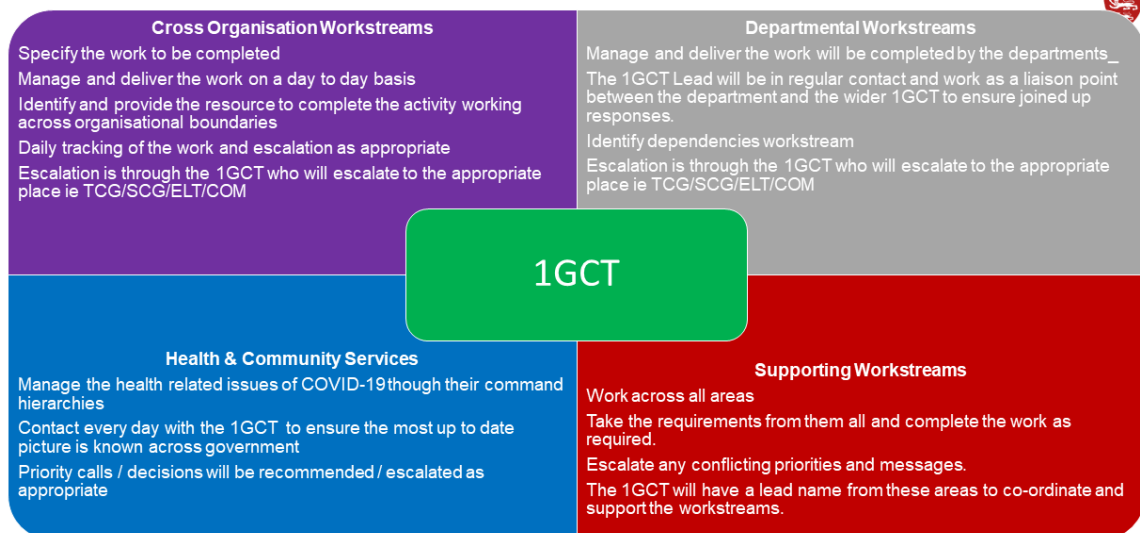 Cross Organisation Workstreams
Specify the work to be completed
Manage and deliver the work on a day to day basis
Identify and provide the resource to complete the activity working
across organisational boundaries
Daily tracking of the work and escalation as appropriate
Escalation is through the 1GCT who will escalate to the appropriate
place ie TCG/SCG/ELT/COM
Departmental Workstreams
Manage and deliver the work will be completed by the departments_
The 1GCT Lead will be in regular contact and work as a liaison point
between the department and the wider 1GCT to ensure joined up
responses.
Identify dependencies workstream
Escalation is through the 1GCT who will escalate to the appropriate
place ie TCG/SCG/ELT/COM
1GCT
Health & Community Services
Manage the health related issues of COVID-19 though their command
hierarchies
Contact every day with the 1GCT to ensure the most up to date
picture is known across government
Priority calls / decisions will be recommended / escalated as
appropriate
Supporting Workstreams
Work across all areas
Take the requirements from them all and complete the work as
required.
Escalate any conflicting priorities and messages.
The 1GCT will have a lead name from these areas to co-ordinate and
support the workstreams.